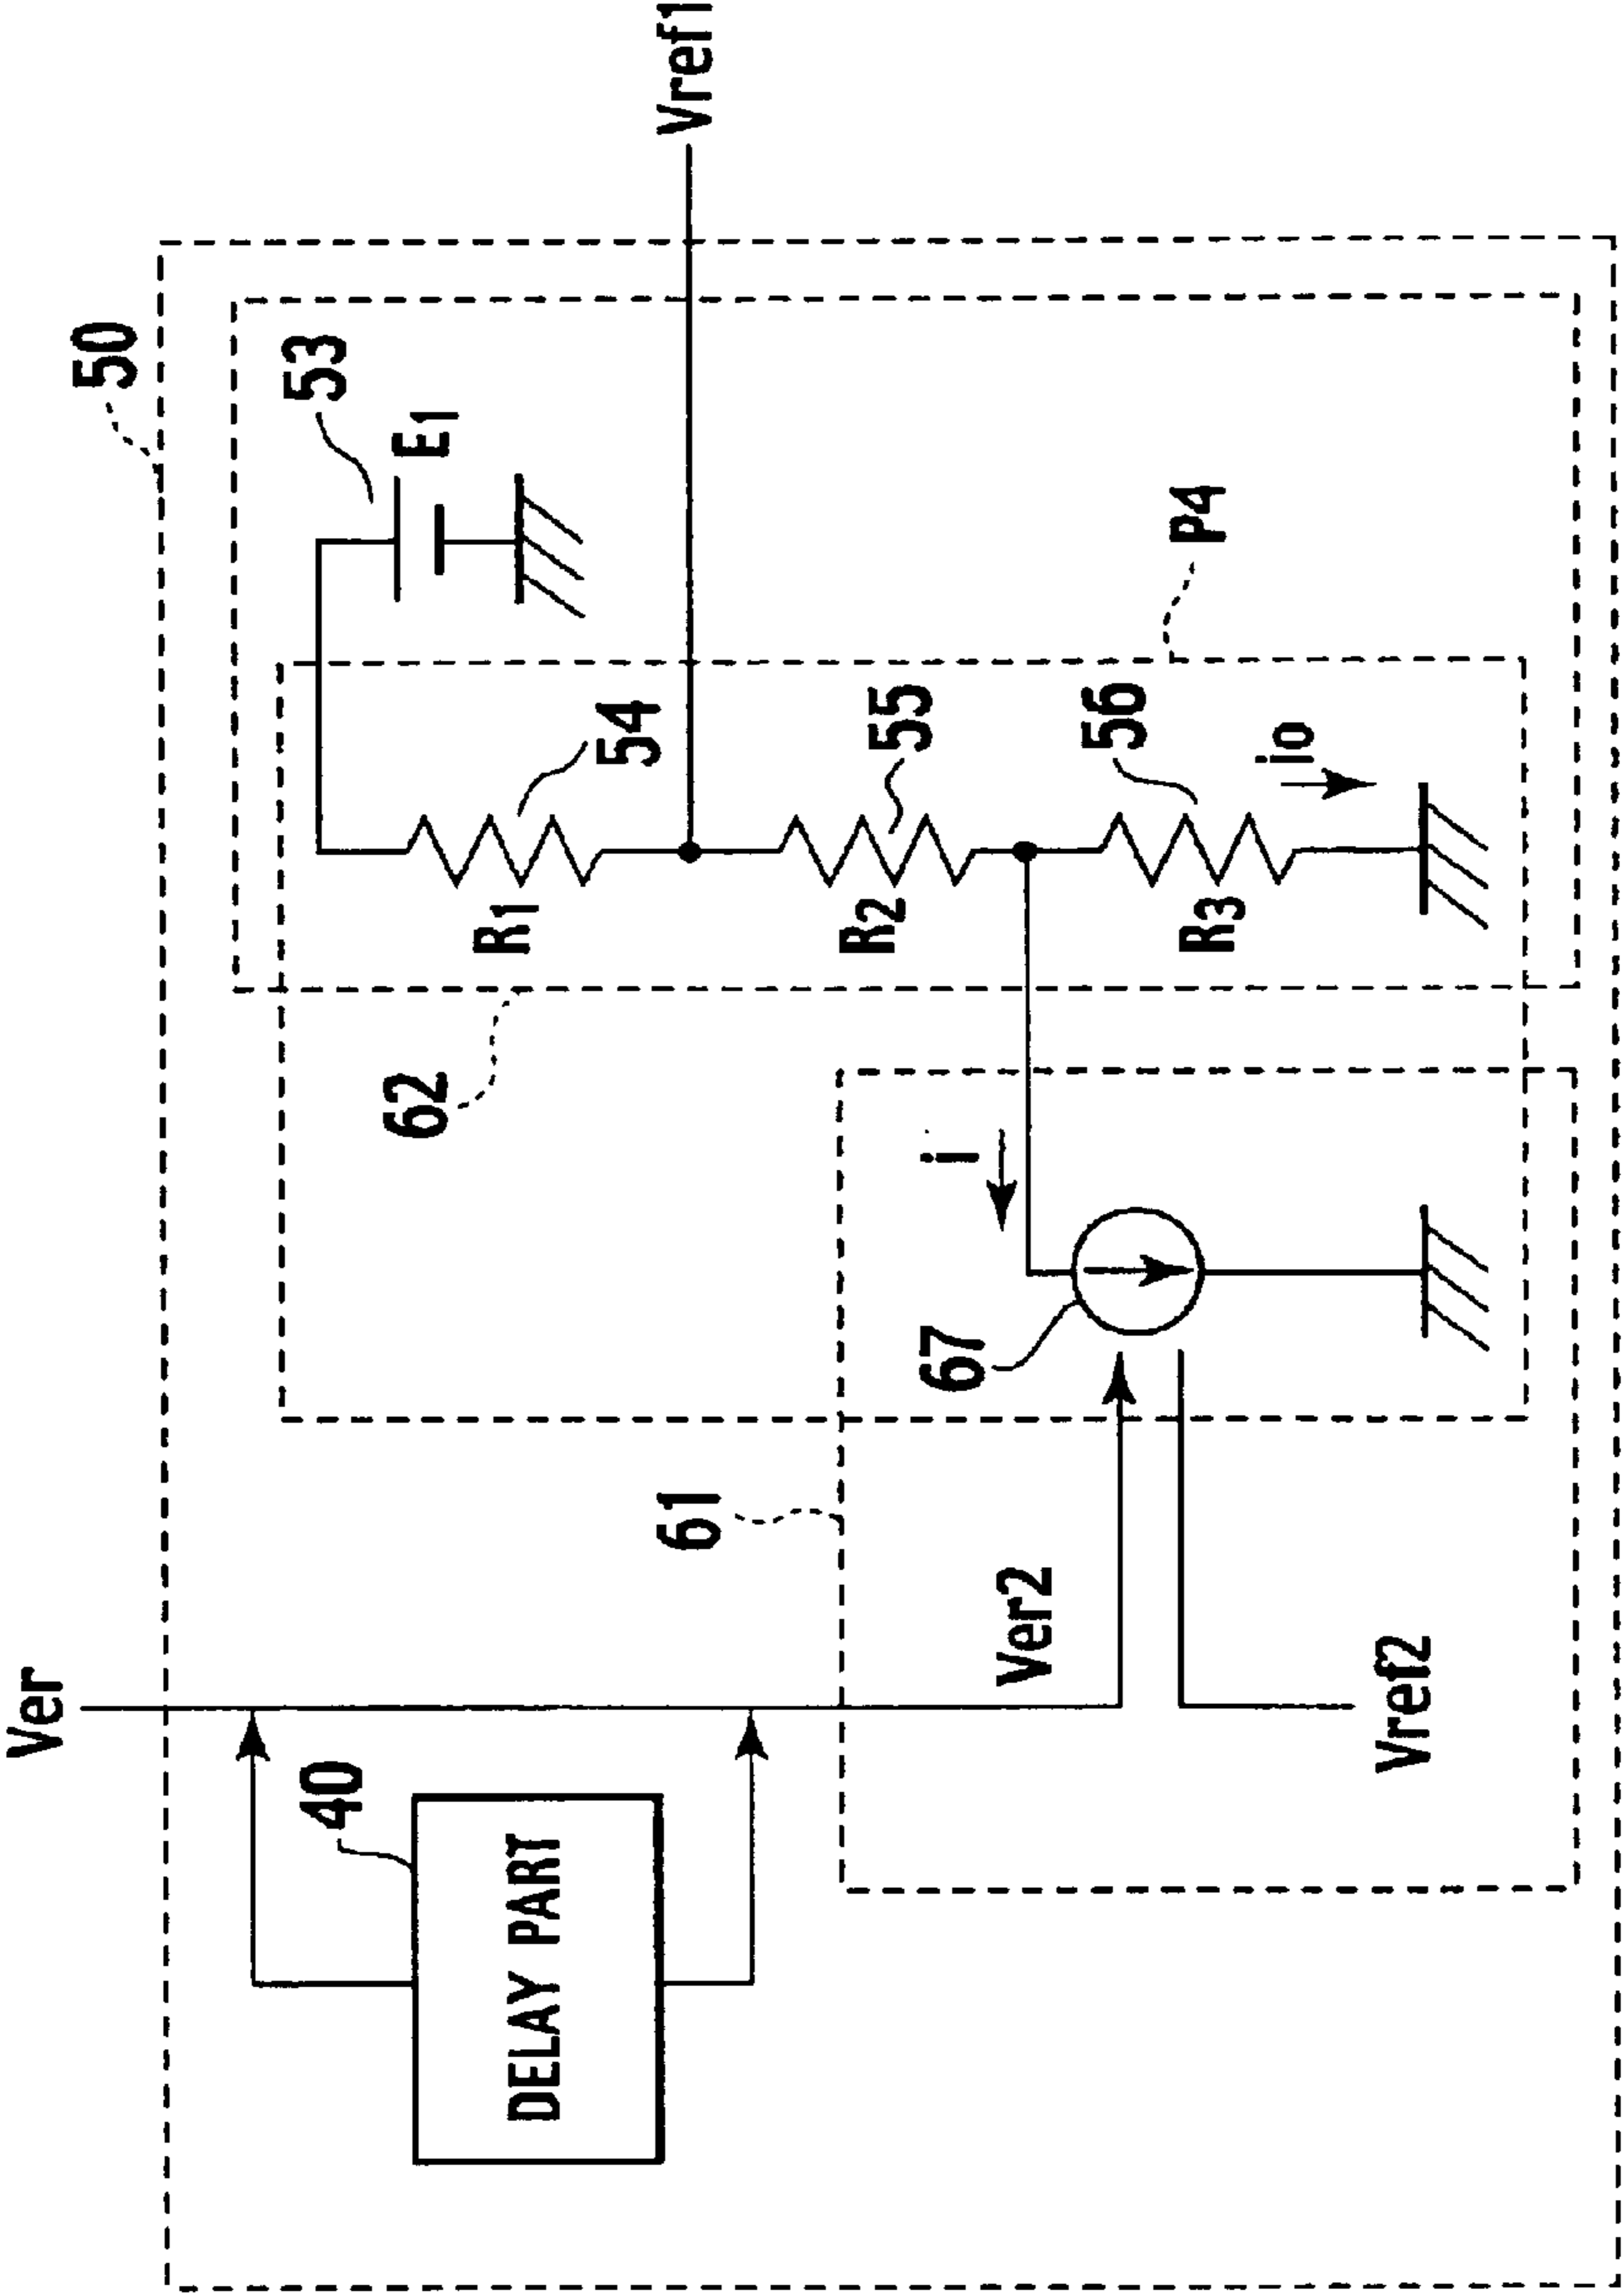 50
53
E1
Vref1
62
R1
54
R2
55
P4
R3
56
io
i
67
61
Ver
40
DELAY PART
Ver2
Vref2